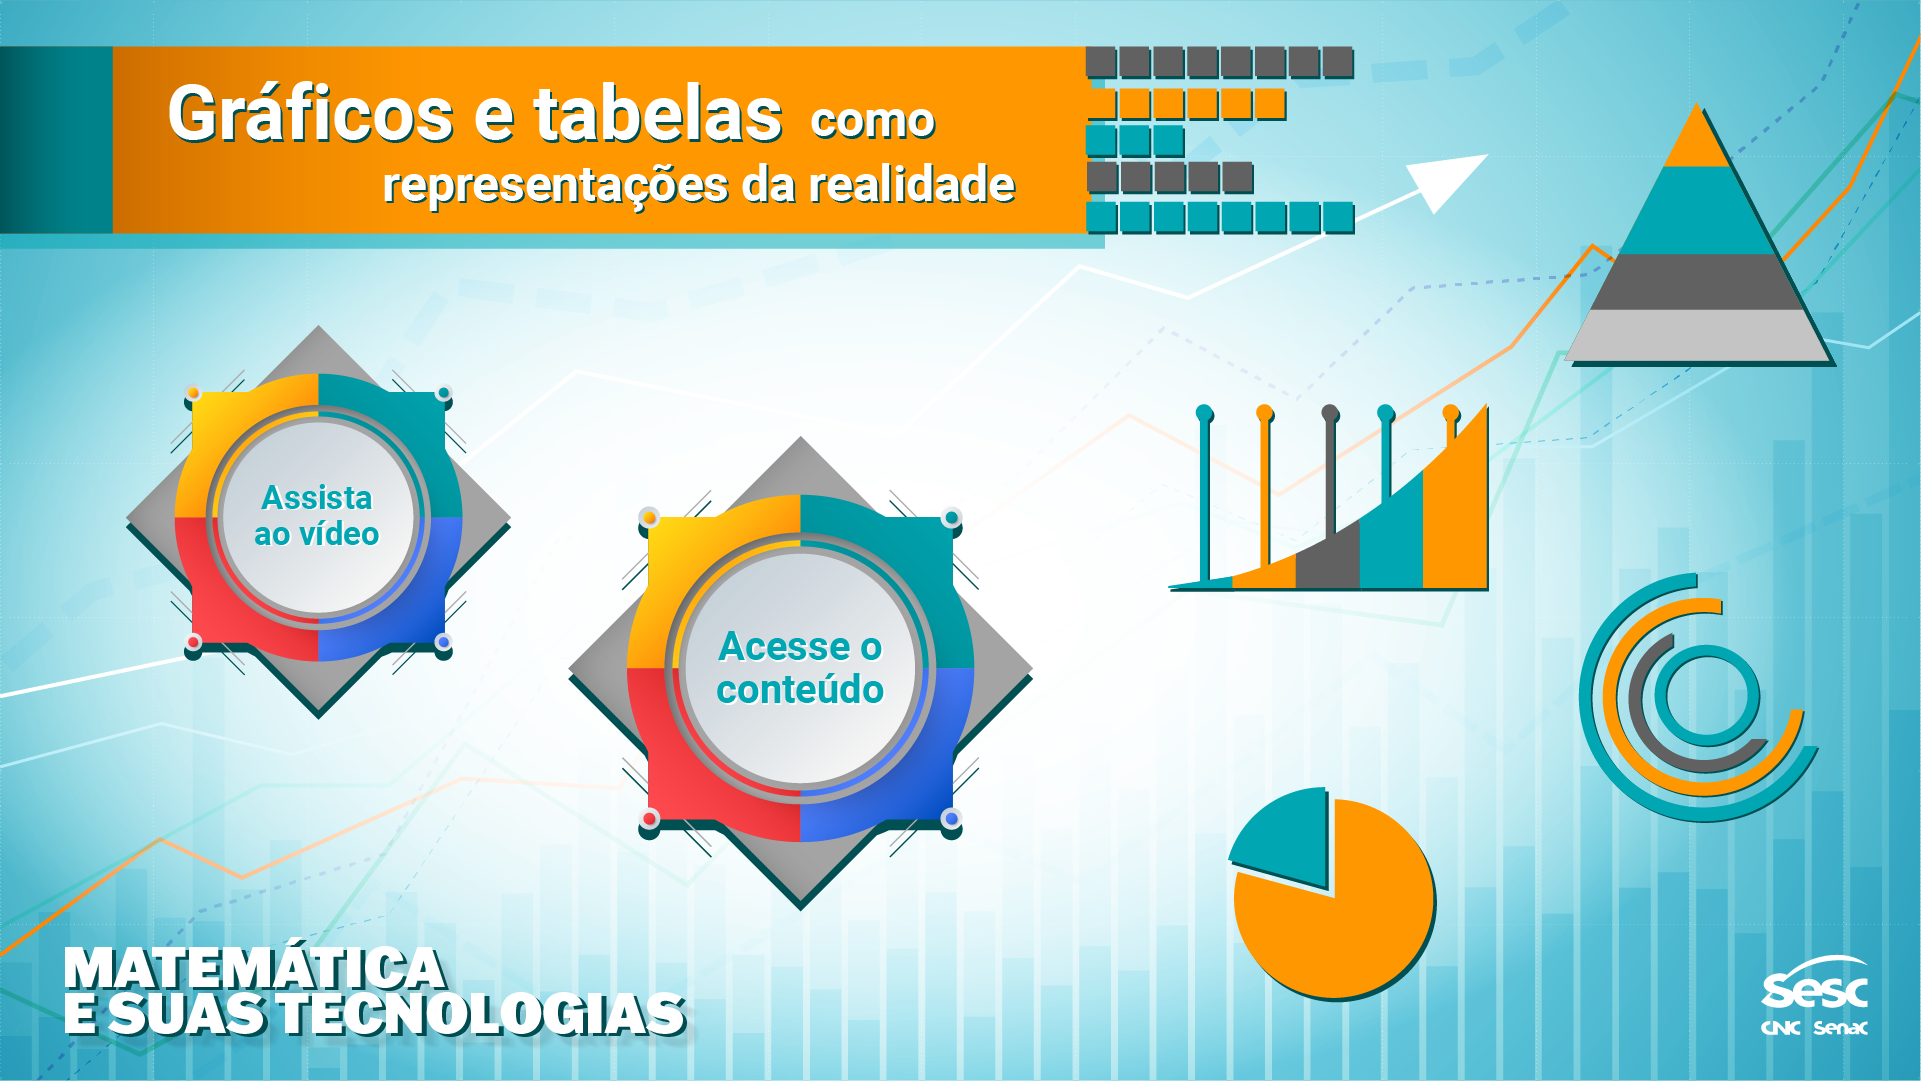 Gráficos e tabelas como
representações da realidade
Assista
ao vídeo
Acesse o
conteúdo
MATEMÁTICA
E SUAS TECNOLOGIAS
Sesc
CNC Senac